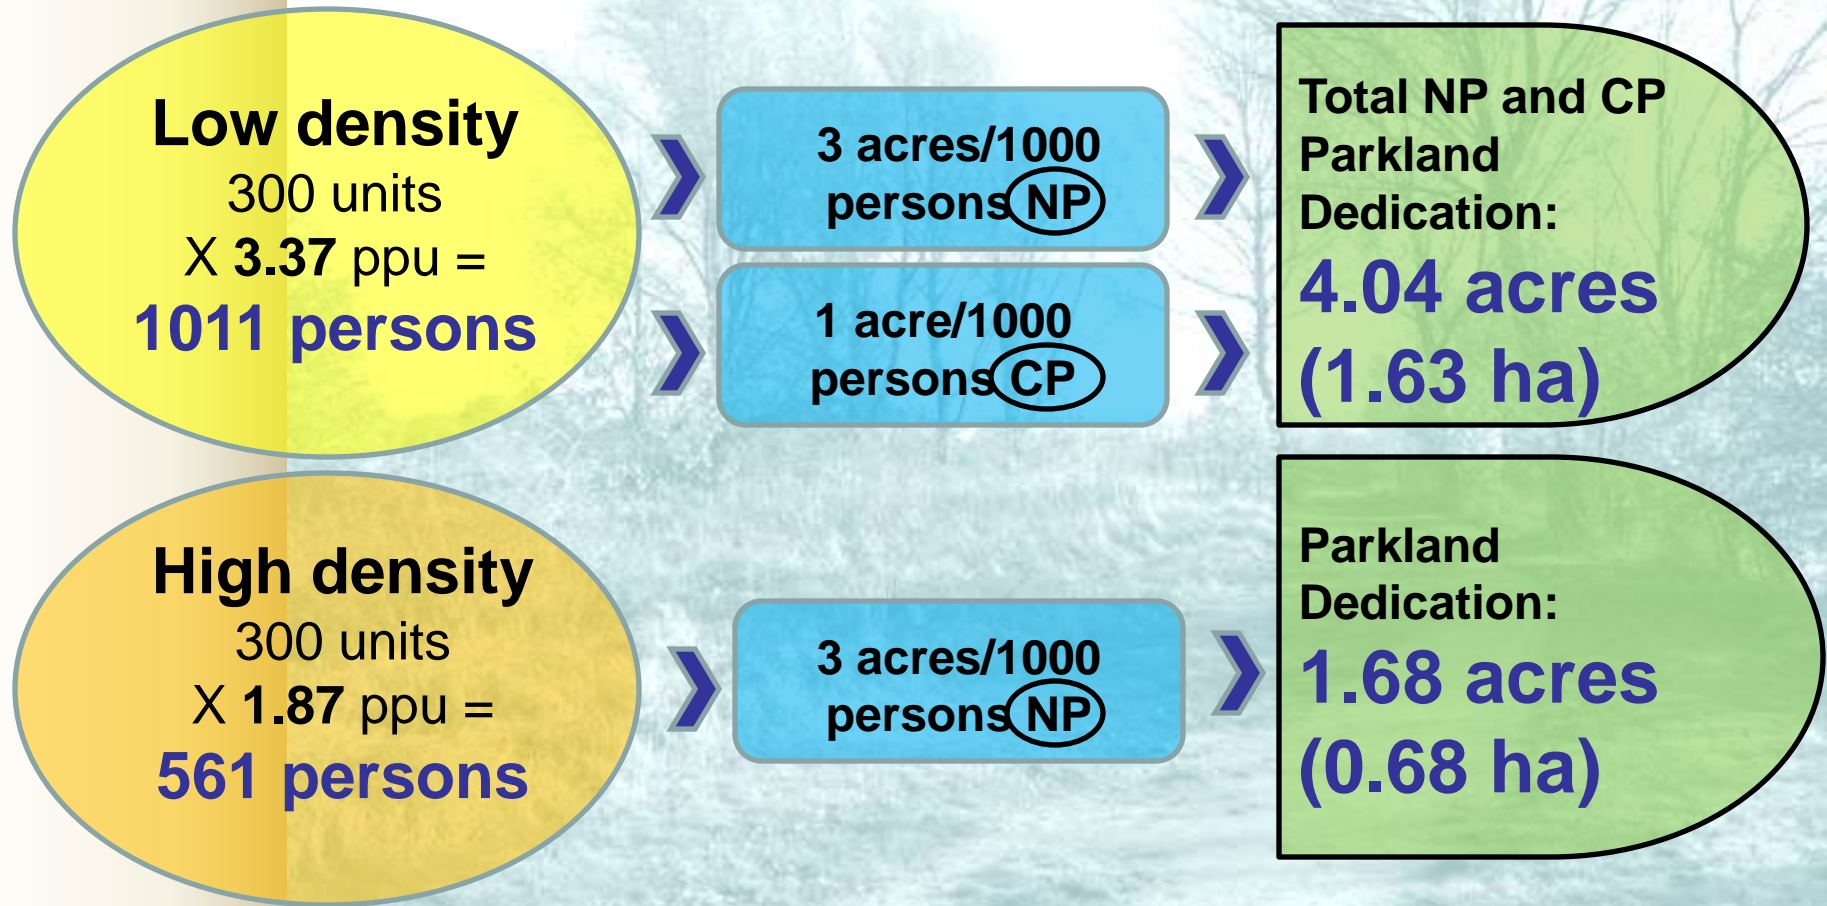 Low density
300 units
X 3.37 ppu =
1011 persons
3 acres/1000
persons NP
1 acre/1000
persons CP
Total NP and CP
Parkland
Dedication:
4.04 acres
(1.63 ha)
High density
300 units
X 1.87 ppu =
561 persons
3 acres/1000
persons NP
Parkland
Dedication:
1.68 acres
(0.68 ha)